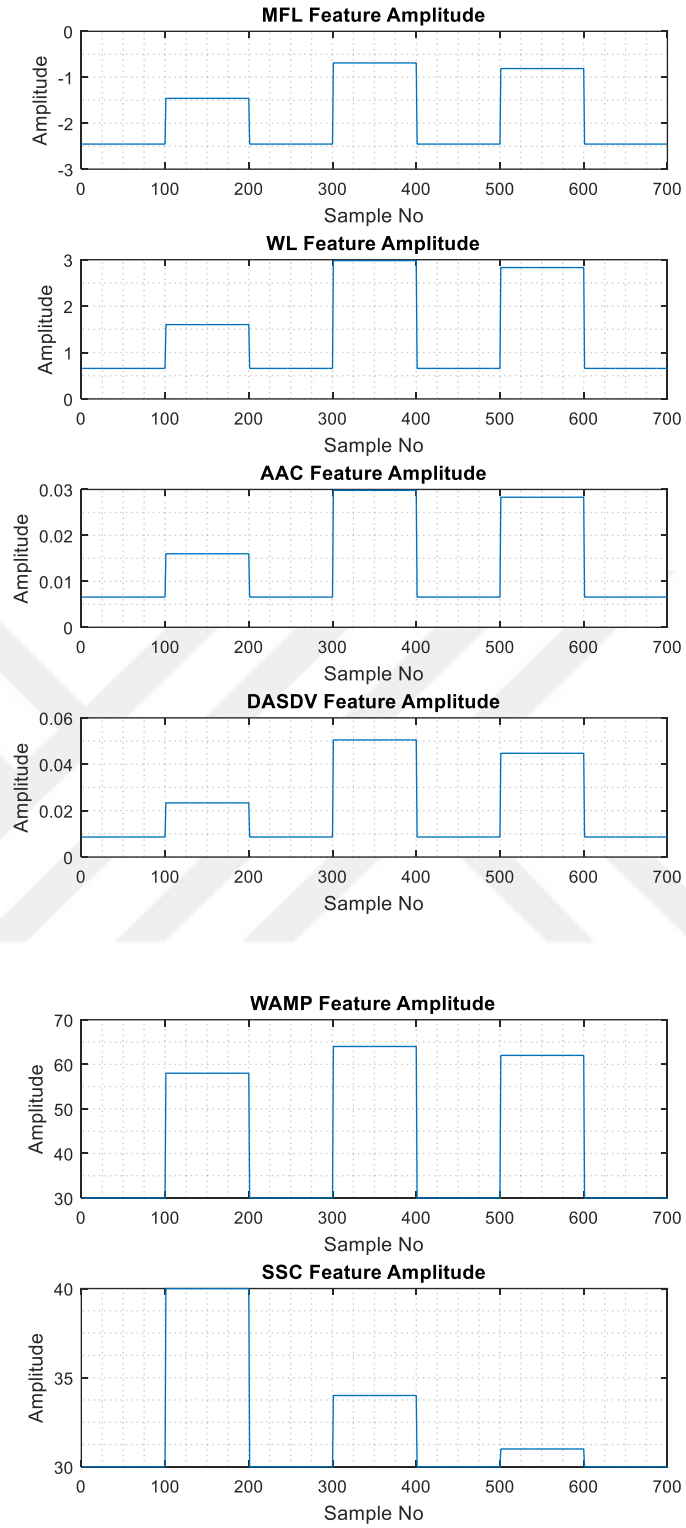 MFL Feature Amplitude
0
-1
-2
-3
Amplitude
0 100 200 300 400 500 600 700
Sample No
WL Feature Amplitude
3
2
1
0
Amplitude
0 100 200 300 400 500 600 700
Sample No
AAC Feature Amplitude
0.03
0.02
0.01
0
Amplitude
0 100 200 300 400 500 600 700
Sample No
DASDV Feature Amplitude
0.06
0.04
0.02
0
Amplitude
0 100 200 300 400 500 600 700
Sample No
WAMP Feature Amplitude
70
60
50
40
30
Amplitude
0 100 200 300 400 500 600 700
Sample No
SSC Feature Amplitude
40
35
30
Amplitude
0 100 200 300 400 500 600 700
Sample No